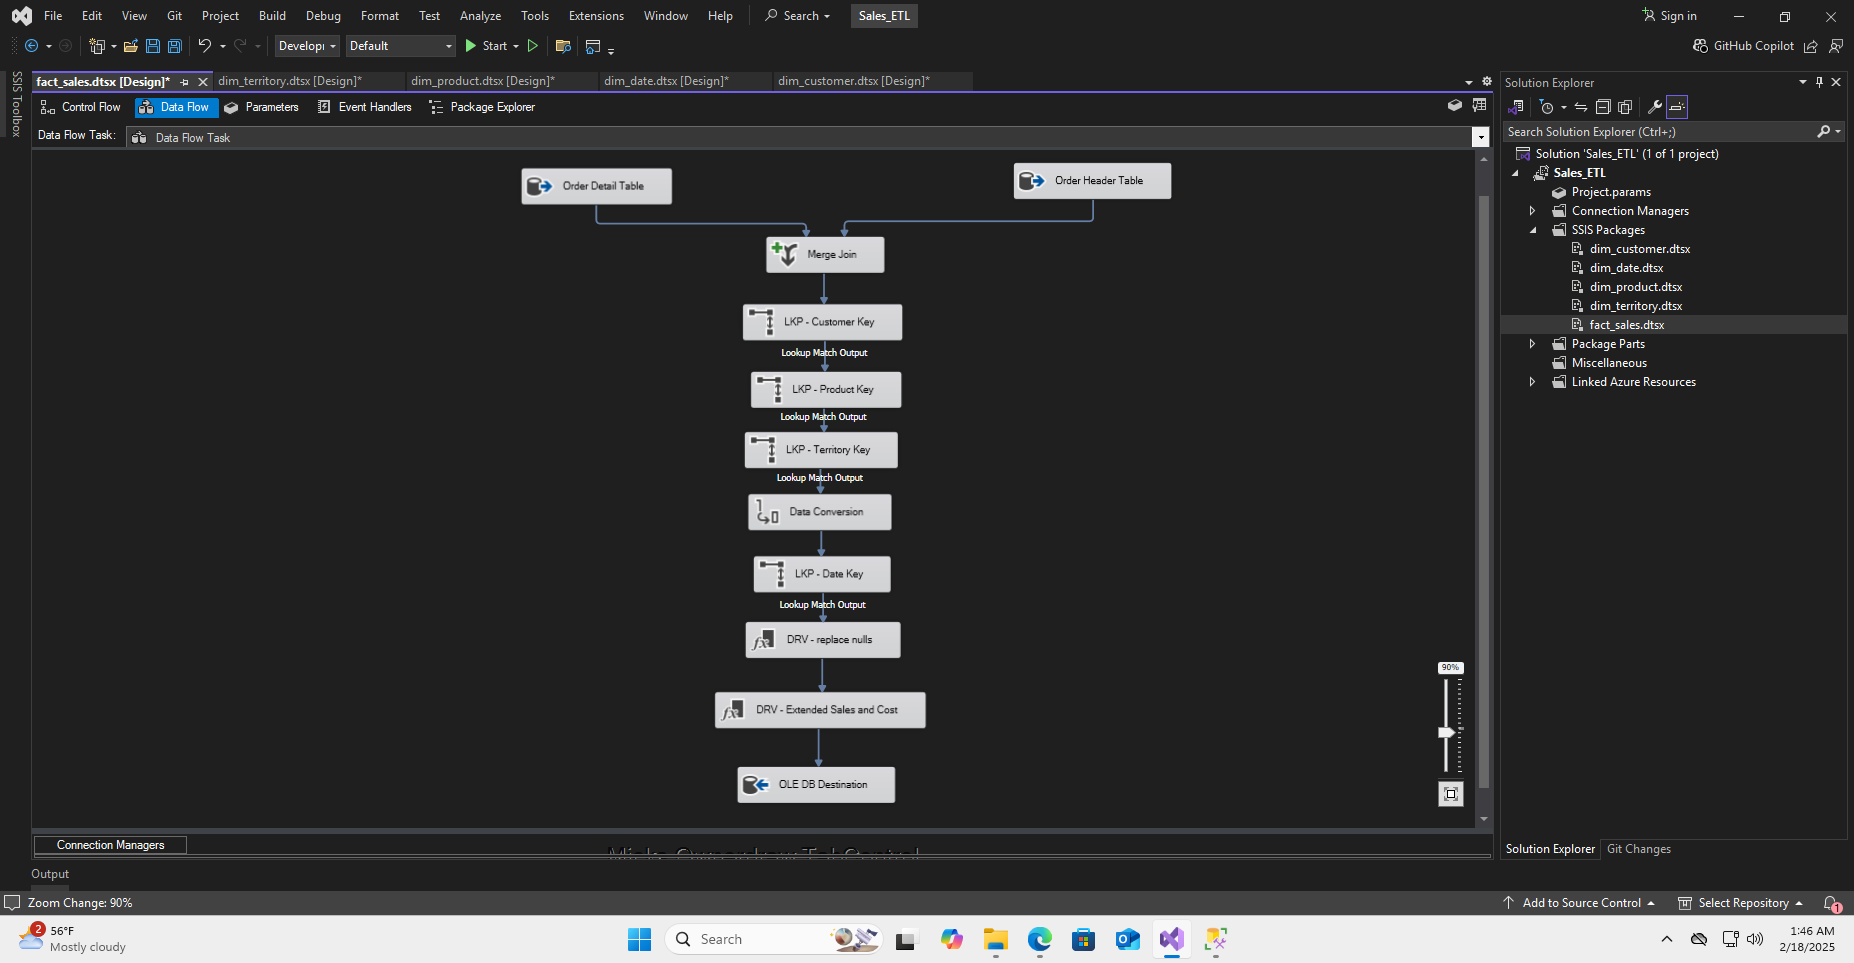 File Edit View Git Project Build Debug Format Test Analyze Tools Extensions Window Help Search Sales_ETL Sign in
Developı Default Start GitHub Copilot
fact_sales.dtsx [Design]* dim_territory.dtsx [Design]* dim_product.dtsx [Design]* dim_date.dtsx [Design]* dim_customer.dtsx [Design]*
Control Flow Data Flow Parameters Event Handlers Package Explorer
Data Flow Task: Data Flow Task
SSIS Toolbox
Order Detail Table
Order Header Table
Merge Join
LKP - Customer Key
Lookup Match Output
LKP - Product Key
Lookup Match Output
LKP - Territory Key
Lookup Match Output
Data Conversion
LKP - Date Key
Lookup Match Output
DRV - replace nulls
DRV - Extended Sales and Cost
OLE DB Destination
90%
Connection Managers
Output
Zoom Change: 90%
Solution Explorer
Search Solution Explorer (Ctrl+;)
Solution 'Sales_ETL' (1 of 1 project)
Sales_ETL
Project.params
Connection Managers
SSIS Packages
dim_customer.dtsx
dim_date.dtsx
dim_product.dtsx
dim_territory.dtsx
fact_sales.dtsx
Package Parts
Miscellaneous
Linked Azure Resources
Solution Explorer Git Changes
Add to Source Control Select Repository 1
2 56°F
Mostly cloudy
Search
1:46 AM
2/18/2025